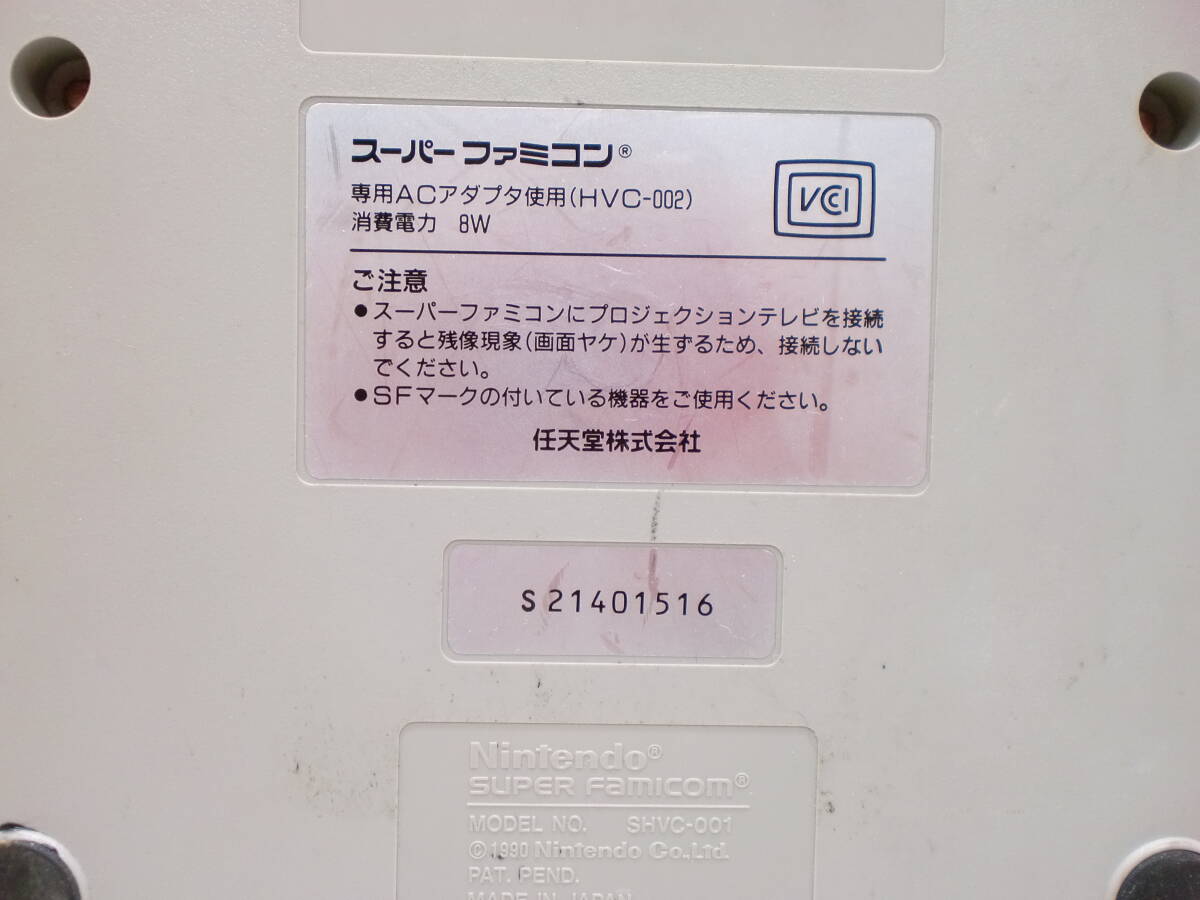 スーパーファミコン®
専用ACアダプタ使用(HVC-002)
消費電力 8W
VCCI
ご注意
●スーパーファミコンにプロジェクションテレビを接続
すると残像現象(画面ヤケ)が生ずるため、接続しない
でください。
●SFマークの付いている機器をご使用ください。
任天堂株式会社
S21401516
Nintendo®
SUPER FAMICOM®
MODEL NO. SHVC-001
©1990 Nintendo Co.,Ltd.
PAT. PEND.
MADE IN JAPAN